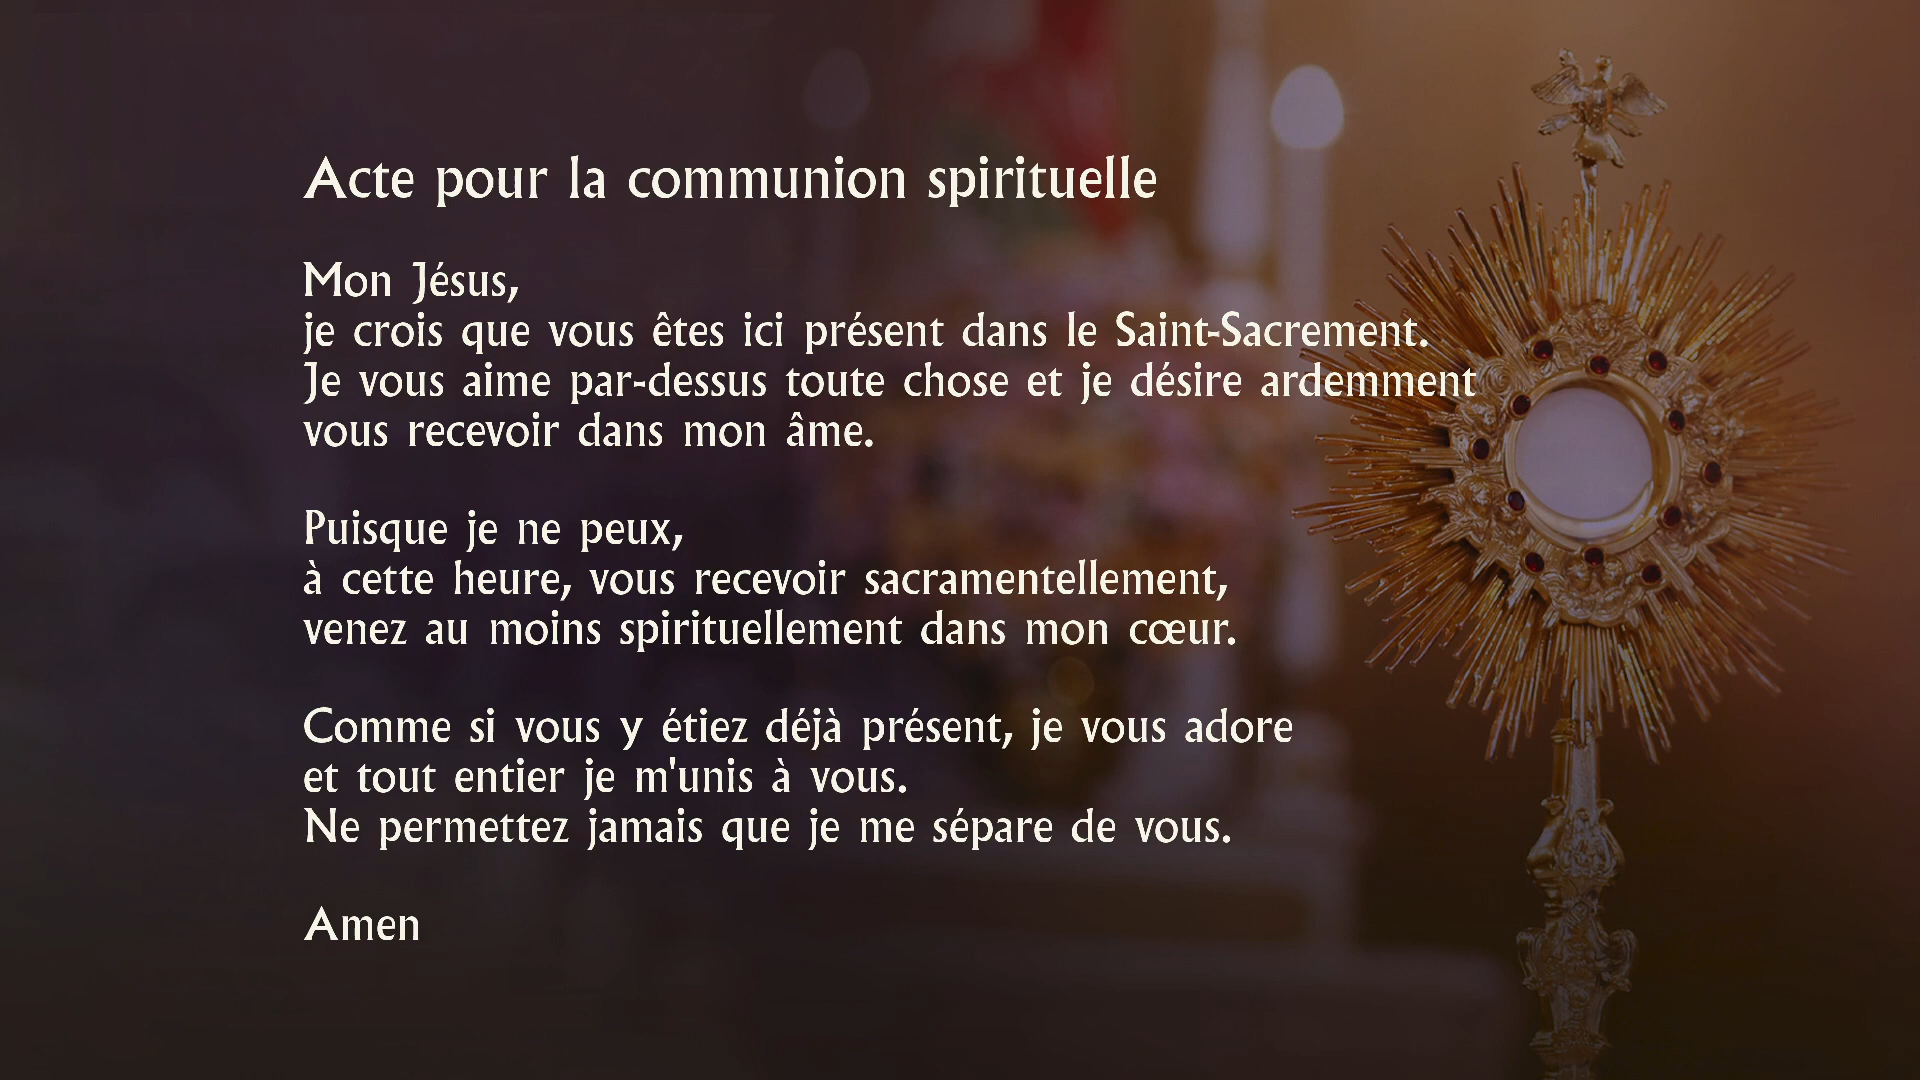 Acte pour la communion spirituelle
Mon Jésus,
je crois que vous êtes ici présent dans le Saint-Sacrement.
Je vous aime par-dessus toute chose et je désire ardemment
vous recevoir dans mon âme.
Puisque je ne peux,
à cette heure, vous recevoir sacramentellement,
venez au moins spirituellement dans mon cœur.
Comme si vous y étiez déjà présent, je vous adore
et tout entier je m'unis à vous.
Ne permettez jamais que je me sépare de vous.
Amen